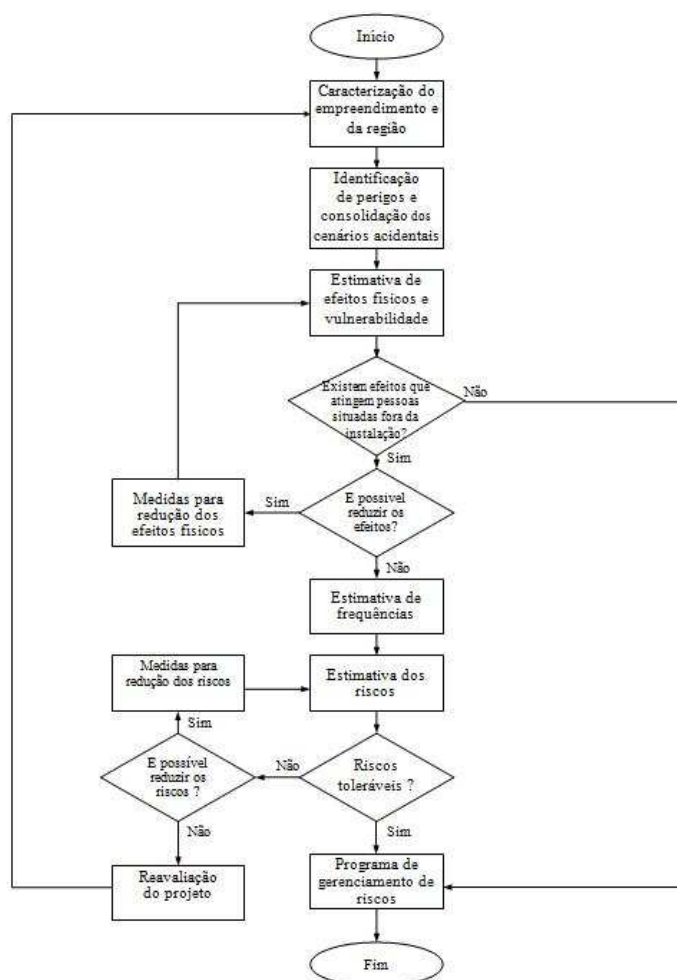 Início
Caracterização do
empreendimento e
da região
Identificação
de perigos e
consolidação dos
cenários acidentais
Estimativa de
efeitos físicos e
vulnerabilidade
Existem efeitos que
atingem pessoas
situadas fora da
instalação?
Não
Sim
E possível
reduzir os
efeitos?
Sim
Medidas para
redução dos
efeitos físicos
Não
Estimativa de
frequências
Medidas para
redução dos riscos
Estimativa dos
riscos
Sim
E possível
reduzir os
riscos ?
Não
Riscos
toleráveis ?
Não
Sim
Reavaliação
do projeto
Programa de
gerenciamento de
riscos
Fim